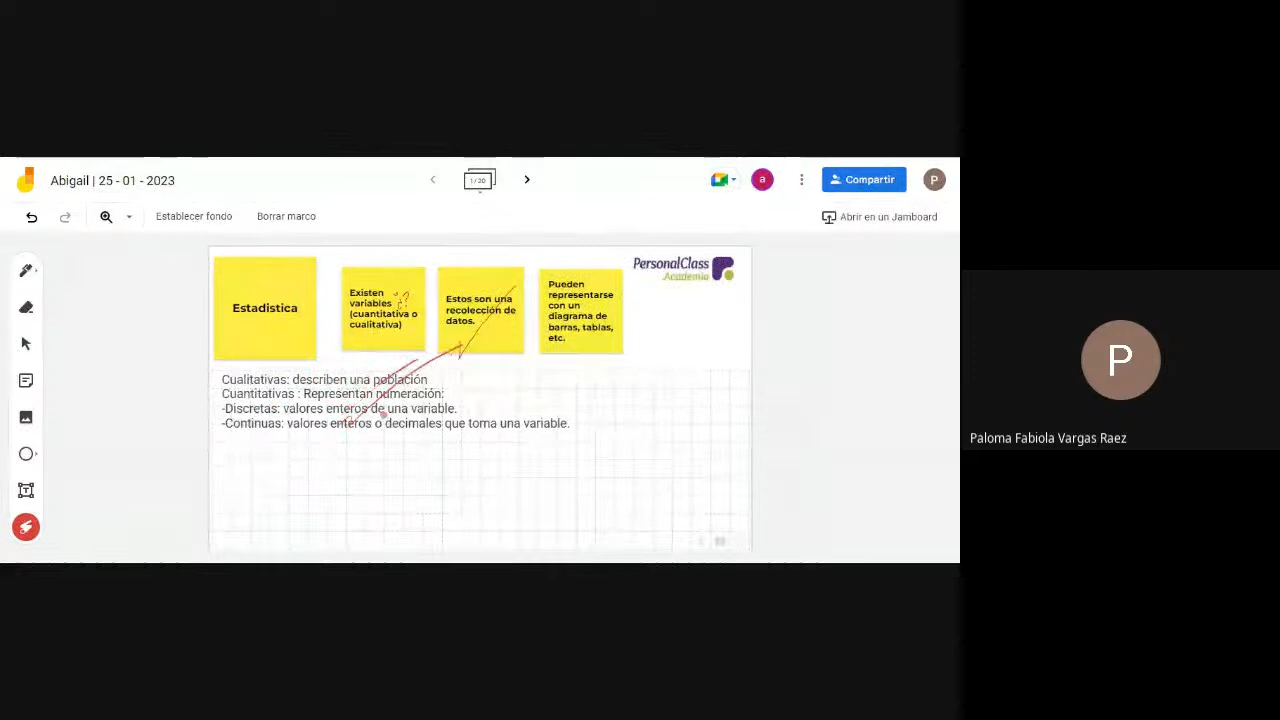 Abigail | 25 - 01 - 2023
1 / 20
a
Compartir
P
Establecer fondo
Borrar marco
Abrir en un Jamboard
PersonalClass
Academia
Estadistica
Existen
variables
(cuantitativa o
cualitativa)
¿?
Estos son una
recolección de
datos.
Pueden
representarse
con un
diagrama de
barras, tablas,
etc.
Cualitativas: describen una población
Cuantitativas : Representan numeración:
-Discretas: valores enteros de una variable.
-Continuas: valores enteros o decimales que toma una variable.
P
Paloma Fabiola Vargas Raez